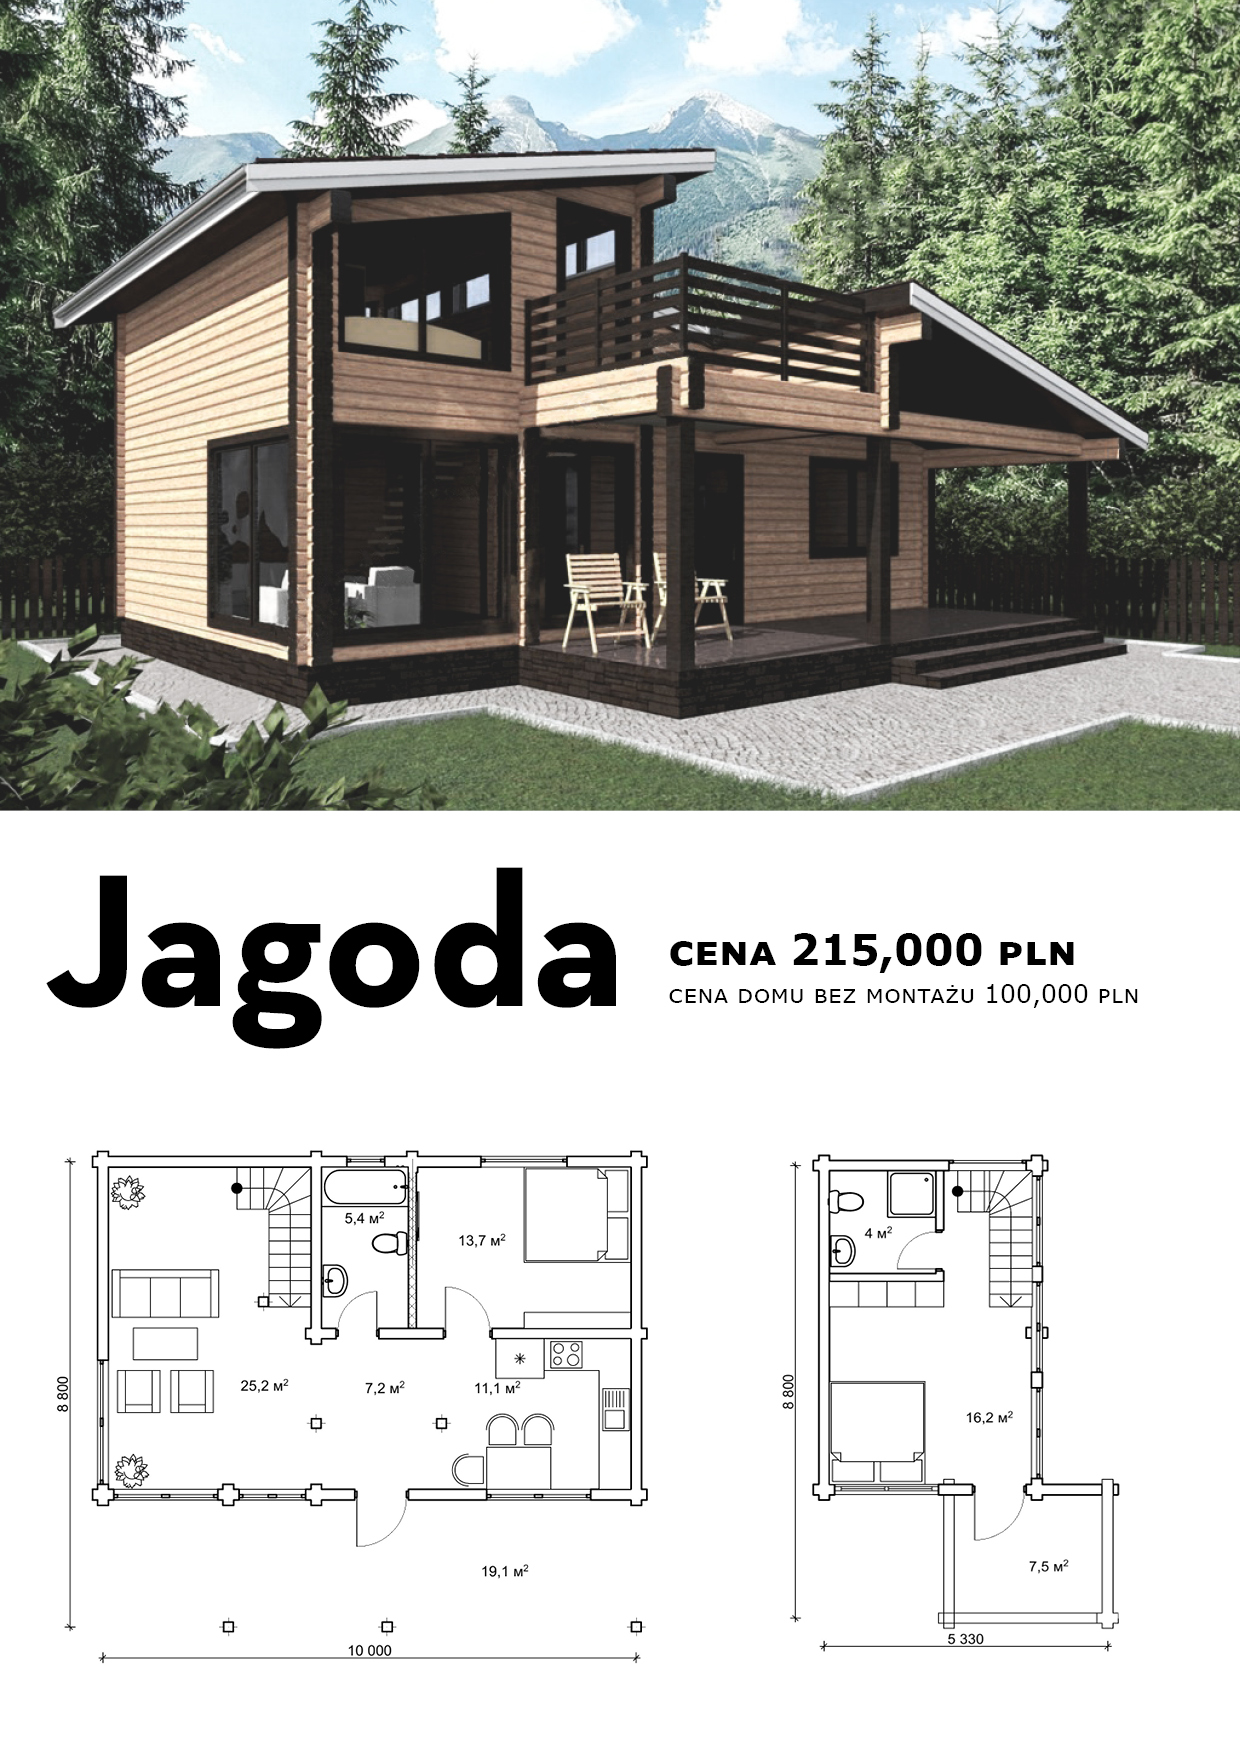 Jagoda
CENA 215,000 PLN
CENA DOMU BEZ MONTAŻU 100,000 PLN
5,4 м²
13,7 м²
25,2 м²
7,2 м²
11,1 м²
19,1 м²
8 800
10 000
4 м²
16,2 м²
7,5 м²
8 800
5 330